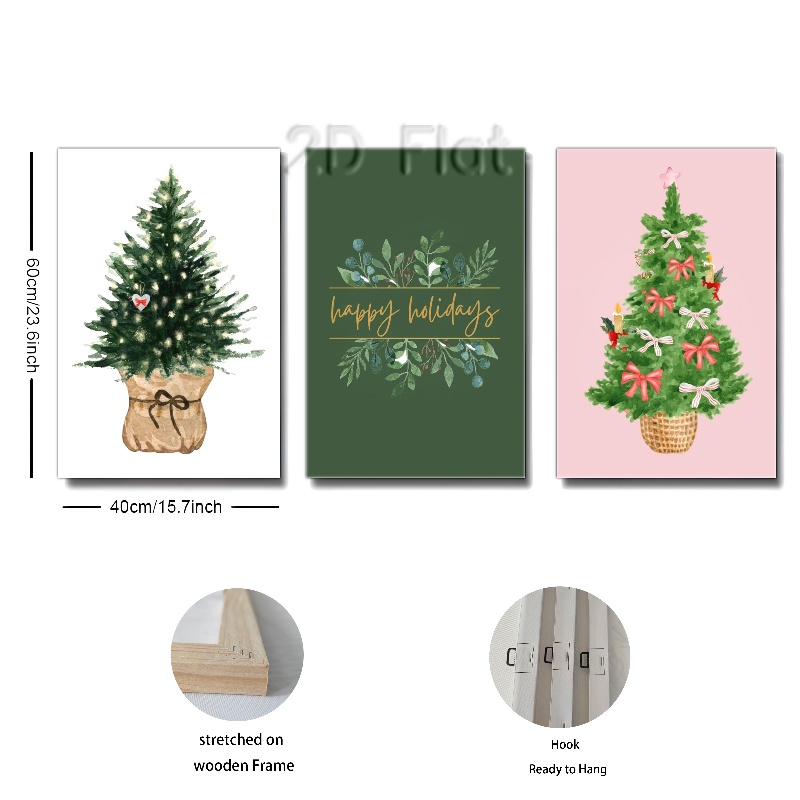 2D Flat
60cm/23.6inch
happy holidays
40cm/15.7inch
stretched on
wooden Frame
Hook
Ready to Hang